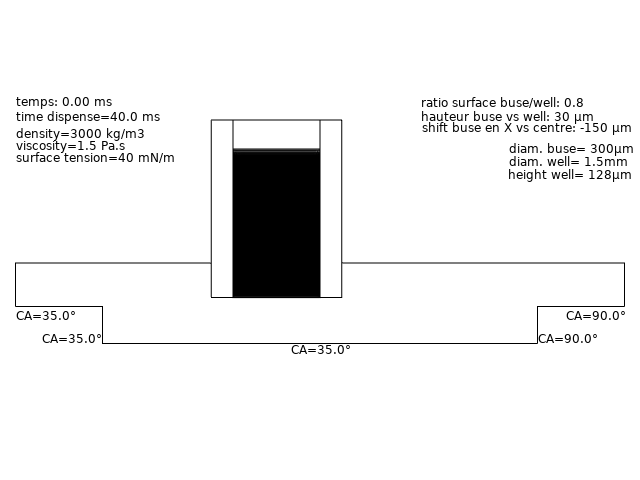 temps: 0.00 ms
time dispense=40.0 ms
density=3000 kg/m3
viscosity=1.5 Pa.s
surface tension=40 mN/m
ratio surface buse/well: 0.8
hauteur buse vs well: 30 µm
shift buse en X vs centre: -150 µm
diam. buse= 300µm
diam. well= 1.5mm
height well= 128µm
CA=35.0°
CA=90.0°
CA=35.0°
CA=90.0°
CA=35.0°